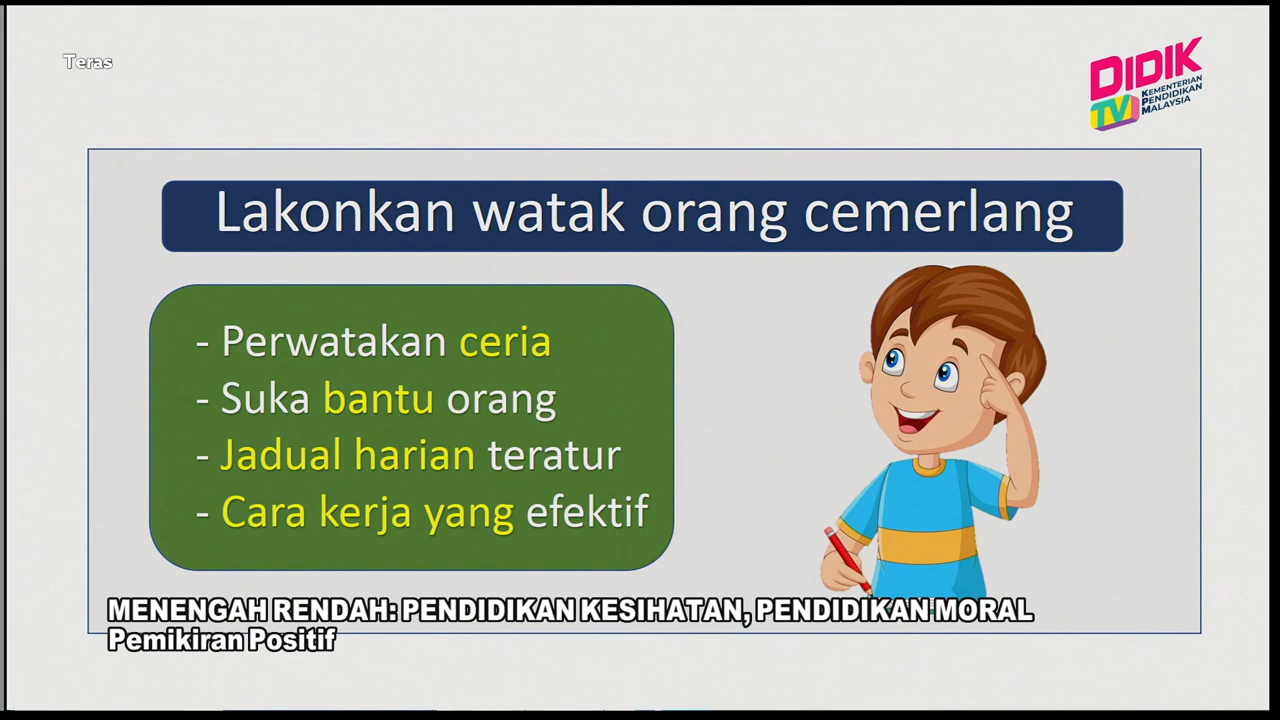 Teras
DIDIK
TV
KEMENTERIAN
PENDIDIKAN
MALAYSIA
Lakonkan watak orang cemerlang
- Perwatakan ceria
- Suka bantu orang
- Jadual harian teratur
- Cara kerja yang efektif
MENENGAH RENDAH: PENDIDIKAN KESIHATAN, PENDIDIKAN MORAL
Pemikiran Positif